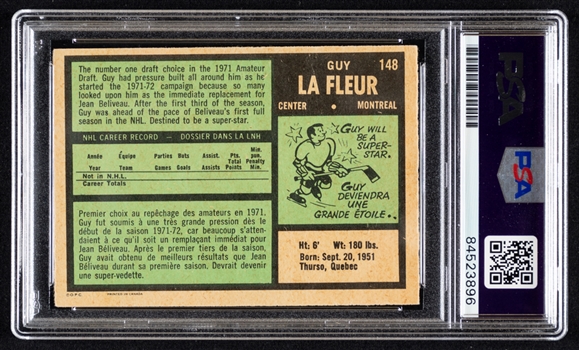 The number one draft choice in the 1971 Amateur
Draft. Guy had pressure built all around him as he
started the 1971-72 campaign because so many
looked upon him as the immediate replacement for
Jean Beliveau. After the first third of the season,
Guy was ahead of the pace of Beliveau's first full
season in the NHL. Destined to be a super-star.
NHL CAREER RECORD — DOSSIER DANS LA LNH
Année Équipe Parties Buts Assist. Pts. Min. pun.
Year Team Games Goals Assists Total Points Min. Penalty
Not in N.H.L.
Career Totals
Premier choix au repêchage des amateurs en 1971.
Guy fut soumis à une très grande pression dès le
début de la saison 1971-72, car beaucoup s'atten-
daient à ce qu'il soit un remplaçant immédiat pour
Jean Béliveau. Après le premier tiers de la saison,
Guy avait obtenu de meilleurs résultats que Jean
Béliveau durant sa première saison. Devrait devenir
une super-vedette.
PRINTED IN CANADA
GUY 148
LA FLEUR
CENTER • MONTREAL
GUY WILL
BE A
SUPER-
STAR.
GUY
DEVIENDRA
UNE
GRANDE ÉTOILE.
Ht: 6' Wt: 180 lbs.
Born: Sept. 20, 1951
Thurso, Quebec
PSA
PSA
84523896